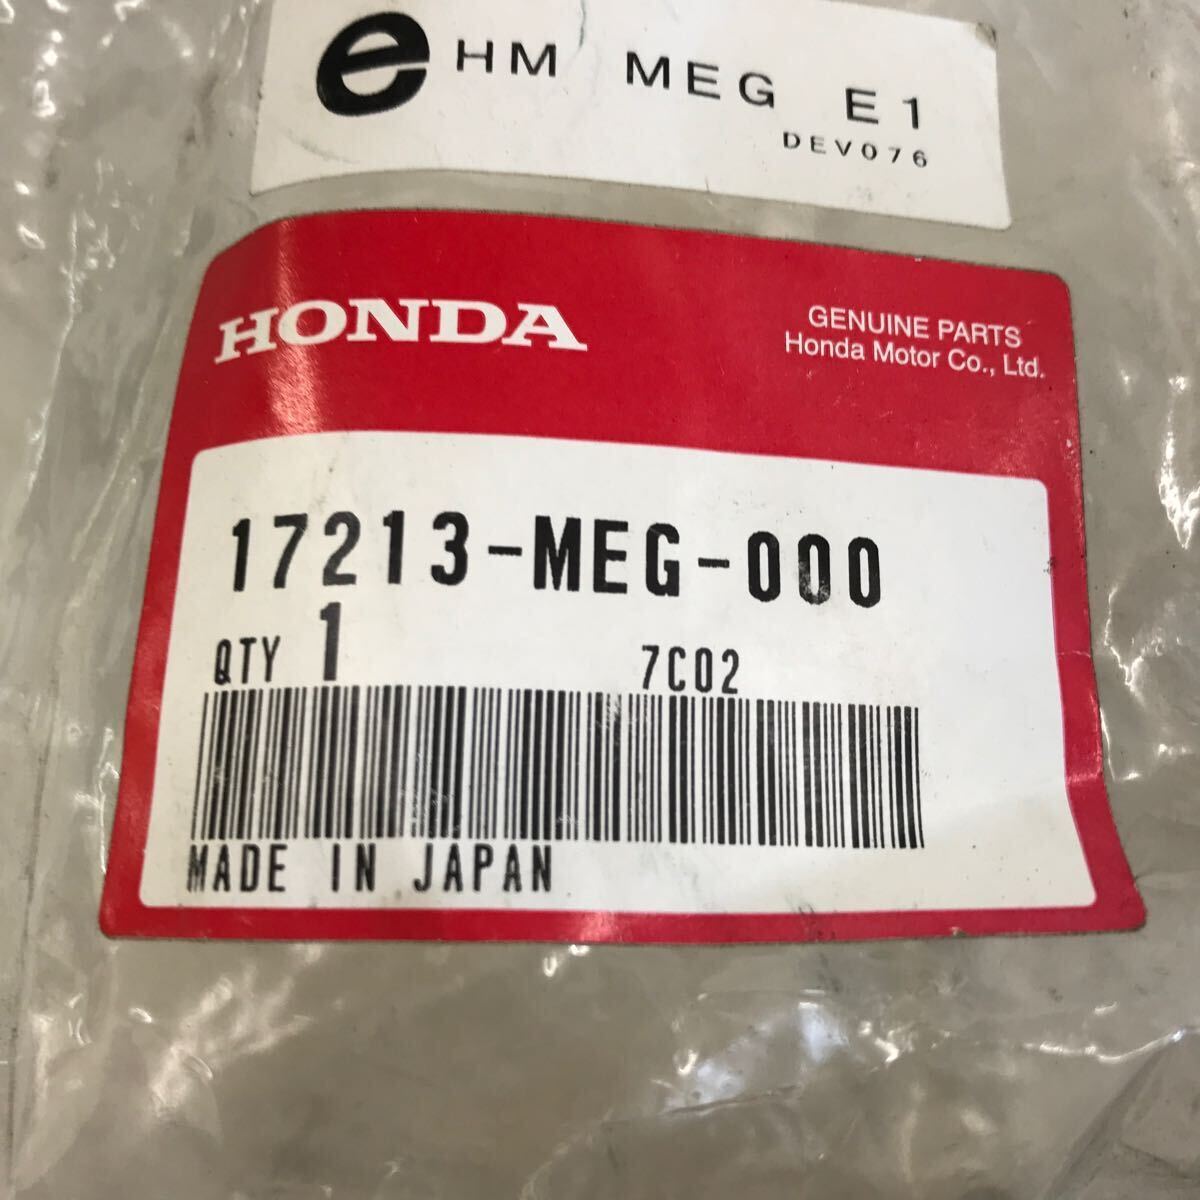 e HM MEG E1
DEV076
HONDA
GENUINE PARTS
Honda Motor Co., Ltd.
17213-MEG-000
QTY 1 7C02
MADE IN JAPAN